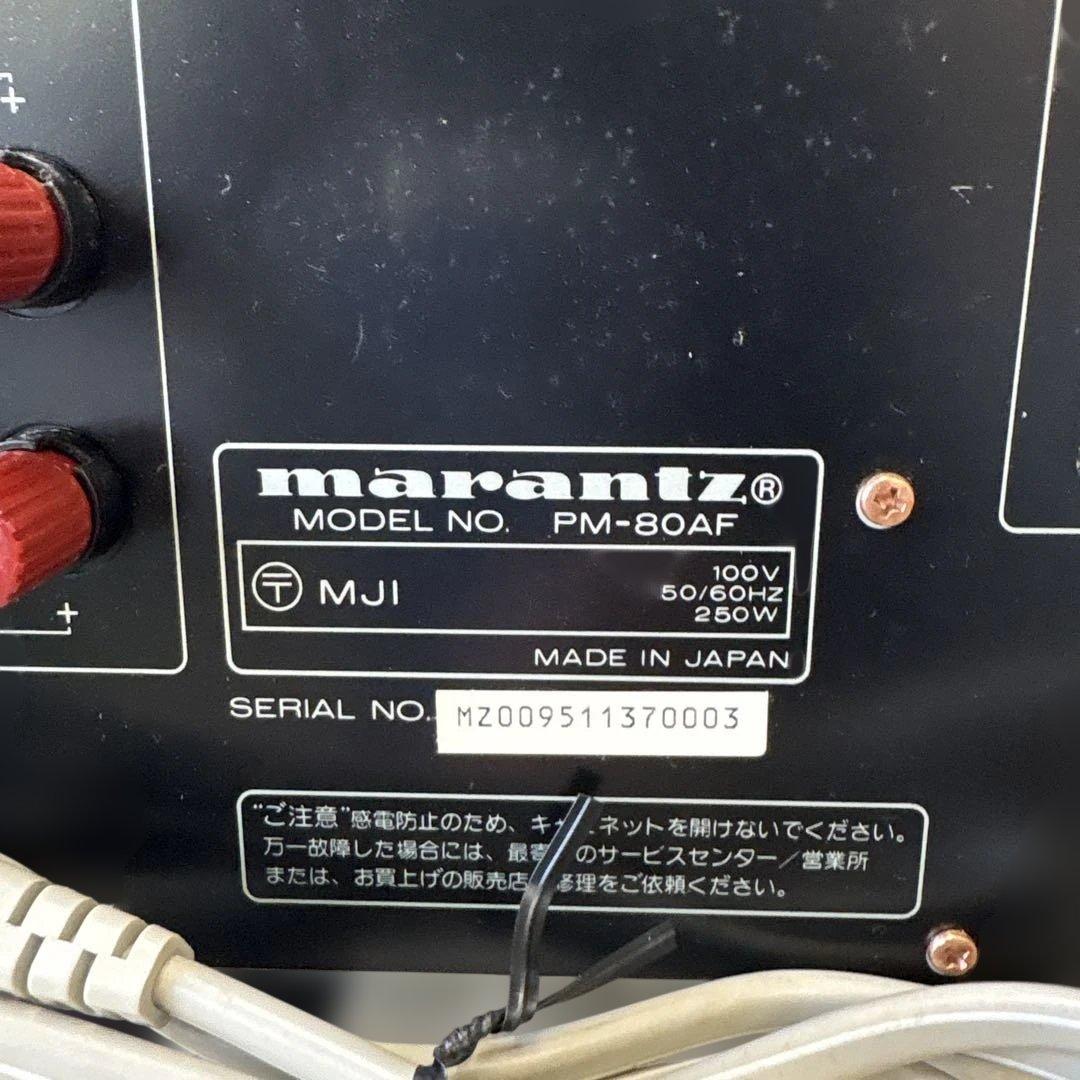 marantz®
MODEL NO. PM-80AF
〒 MJI
100V
50/60HZ
250W
MADE IN JAPAN
SERIAL NO. MZ009511370003
"ご注意"感電防止のため、キ ネットを開けないでください。
万一故障した場合には、最寄のサービスセンター/営業所
または、お買上げの販売店 修理をご依頼ください。
+
+